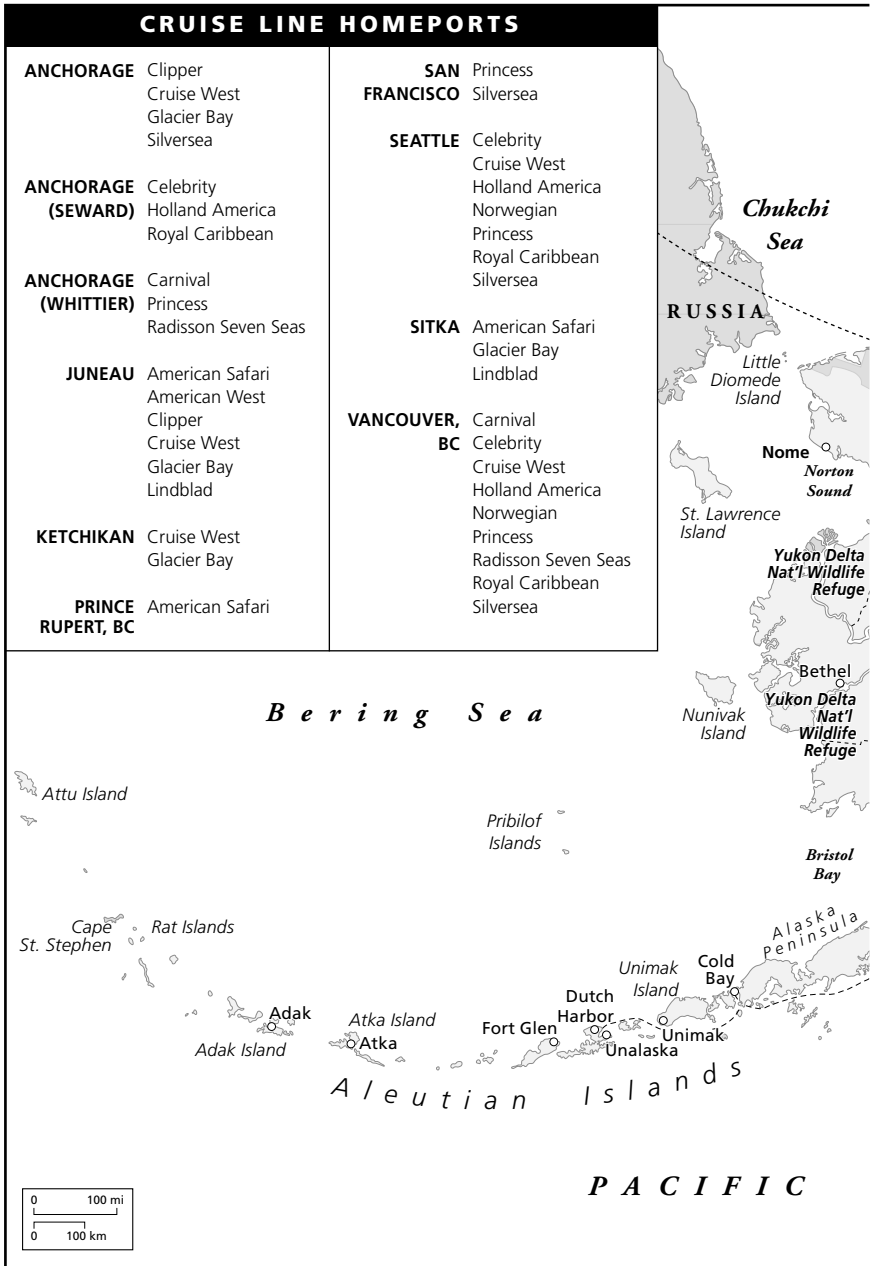 CRUISE LINE HOMEPORTS
ANCHORAGE Clipper
Cruise West
Glacier Bay
Silversea
ANCHORAGE Celebrity
(SEWARD) Holland America
Royal Caribbean
ANCHORAGE Carnival
(WHITTIER) Princess
Radisson Seven Seas
JUNEAU American Safari
American West
Clipper
Cruise West
Glacier Bay
Lindblad
KETCHIKAN Cruise West
Glacier Bay
PRINCE American Safari
RUPERT, BC
SAN Princess
FRANCISCO Silversea
SEATTLE Celebrity
Cruise West
Holland America
Norwegian
Princess
Royal Caribbean
Silversea
SITKA American Safari
Glacier Bay
Lindblad
VANCOUVER, Carnival
BC Celebrity
Cruise West
Holland America
Norwegian
Princess
Radisson Seven Seas
Royal Caribbean
Silversea
Chukchi
Sea
RUSSIA
Little
Diomede
Island
Nome
Norton
Sound
St. Lawrence
Island
Yukon Delta
Nat'l Wildlife
Refuge
Bethel
Yukon Delta
Nat'l
Wildlife
Refuge
Nunivak
Island
Bering Sea
Attu Island
Pribilof
Islands
Bristol
Bay
Cape
St. Stephen
Rat Islands
Alaska
Peninsula
Cold
Bay
Unimak
Island
Dutch
Harbor
Adak
Adak Island
Atka Island
Atka
Fort Glen
Unimak
Unalaska
Aleutian Islands
PACIFIC
0 100 mi
0 100 km